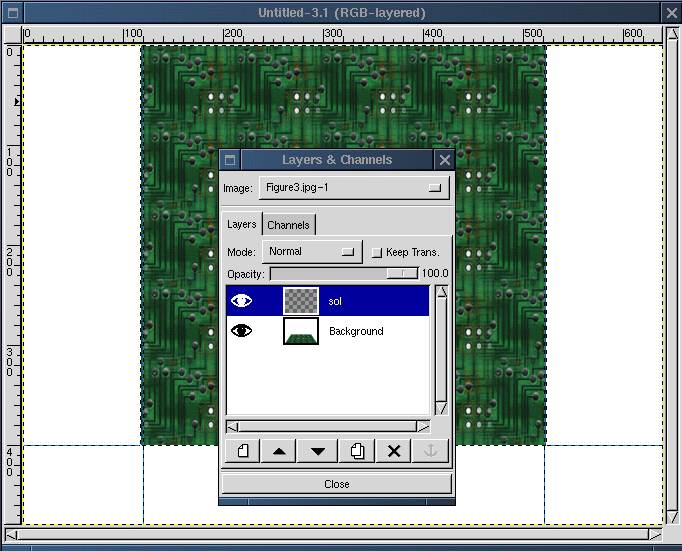 Untitled-3.1 (RGB-layered)
0 100 200 300 400 500 600
0
100
200
300
400
Layers & Channels
Image: Figure3.jpg-1
Layers Channels
Mode: Normal Keep Trans.
Opacity: 100.0
sol
Background
Close